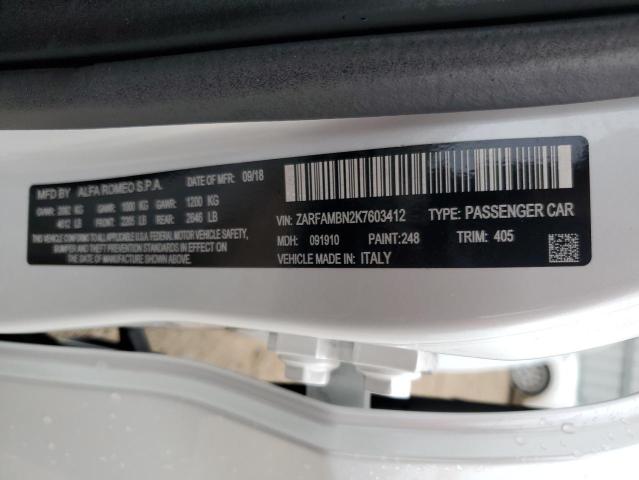 MFD BY ALFA ROMEO S.P.A. DATE OF MFR: 09/18
GAWR: 1000 KG GAWR: 1200 KG
FRONT: 2205 LB REAR: 2646 LB
THIS VEHICLE CONFORMS TO ALL APPLICABLE U.S.A. FEDERAL MOTOR VEHICLE SAFETY,
BUMPER AND THEFT PREVENTION STANDARDS IN EFFECT ON
THE DATE OF MANUFACTURE SHOWN ABOVE.
VIN: ZARFAMBN2K7603412 TYPE: PASSENGER CAR
MDH: 091910 PAINT:248 TRIM: 405
VEHICLE MADE IN ITALY